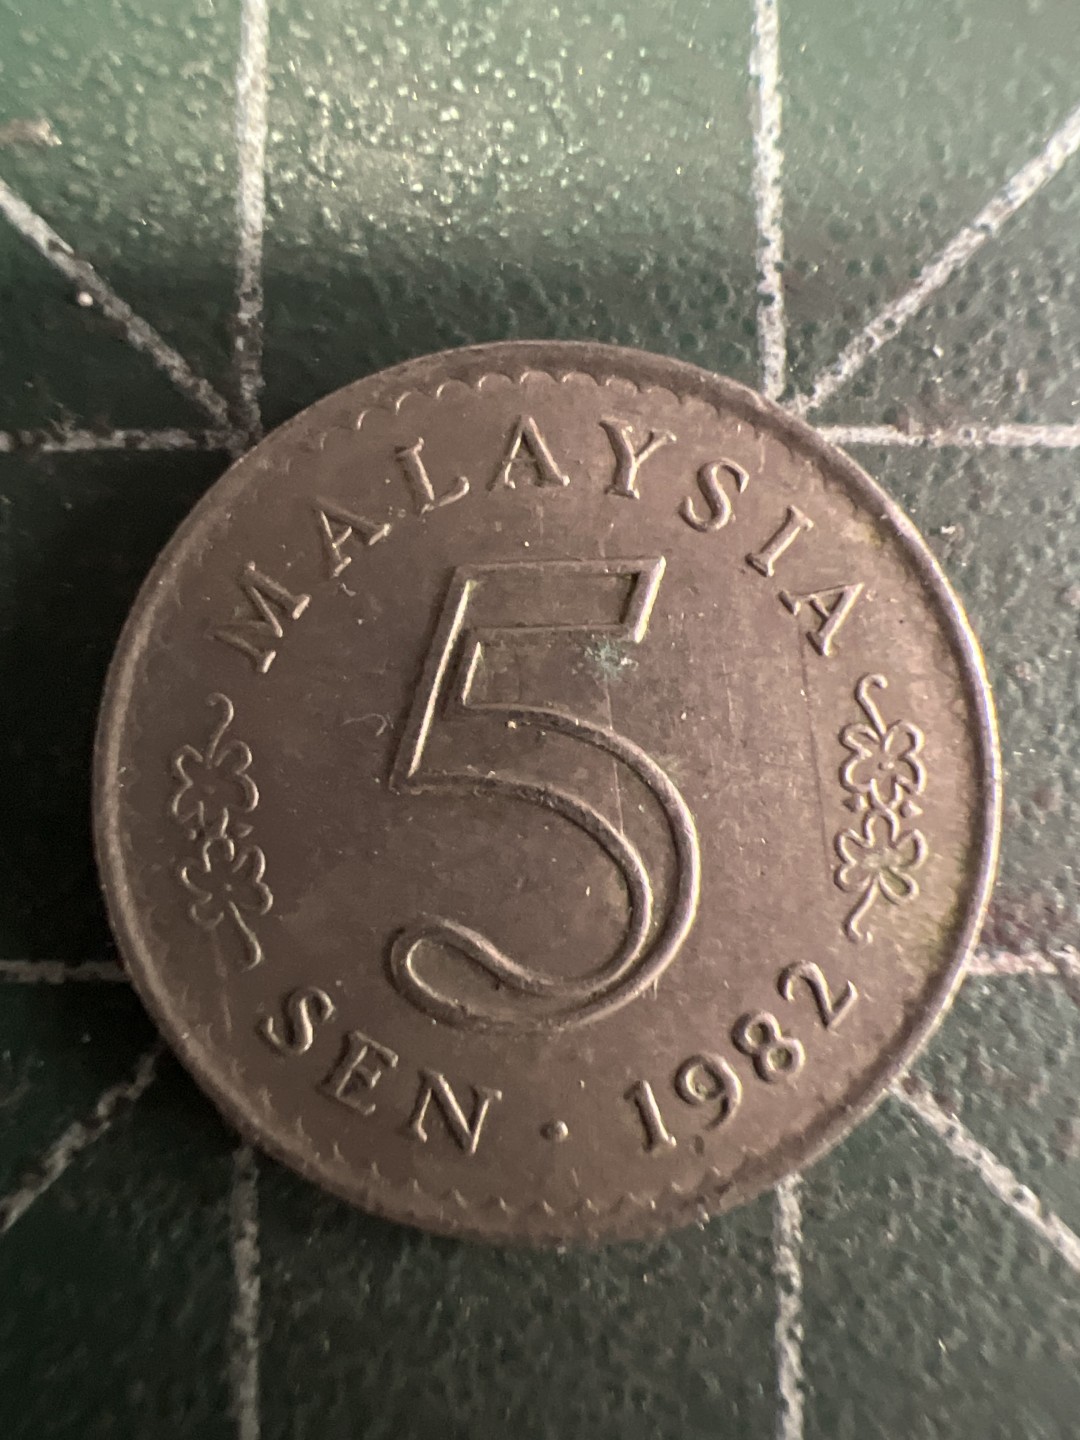 MALAYSIA
5
SEN · 1982